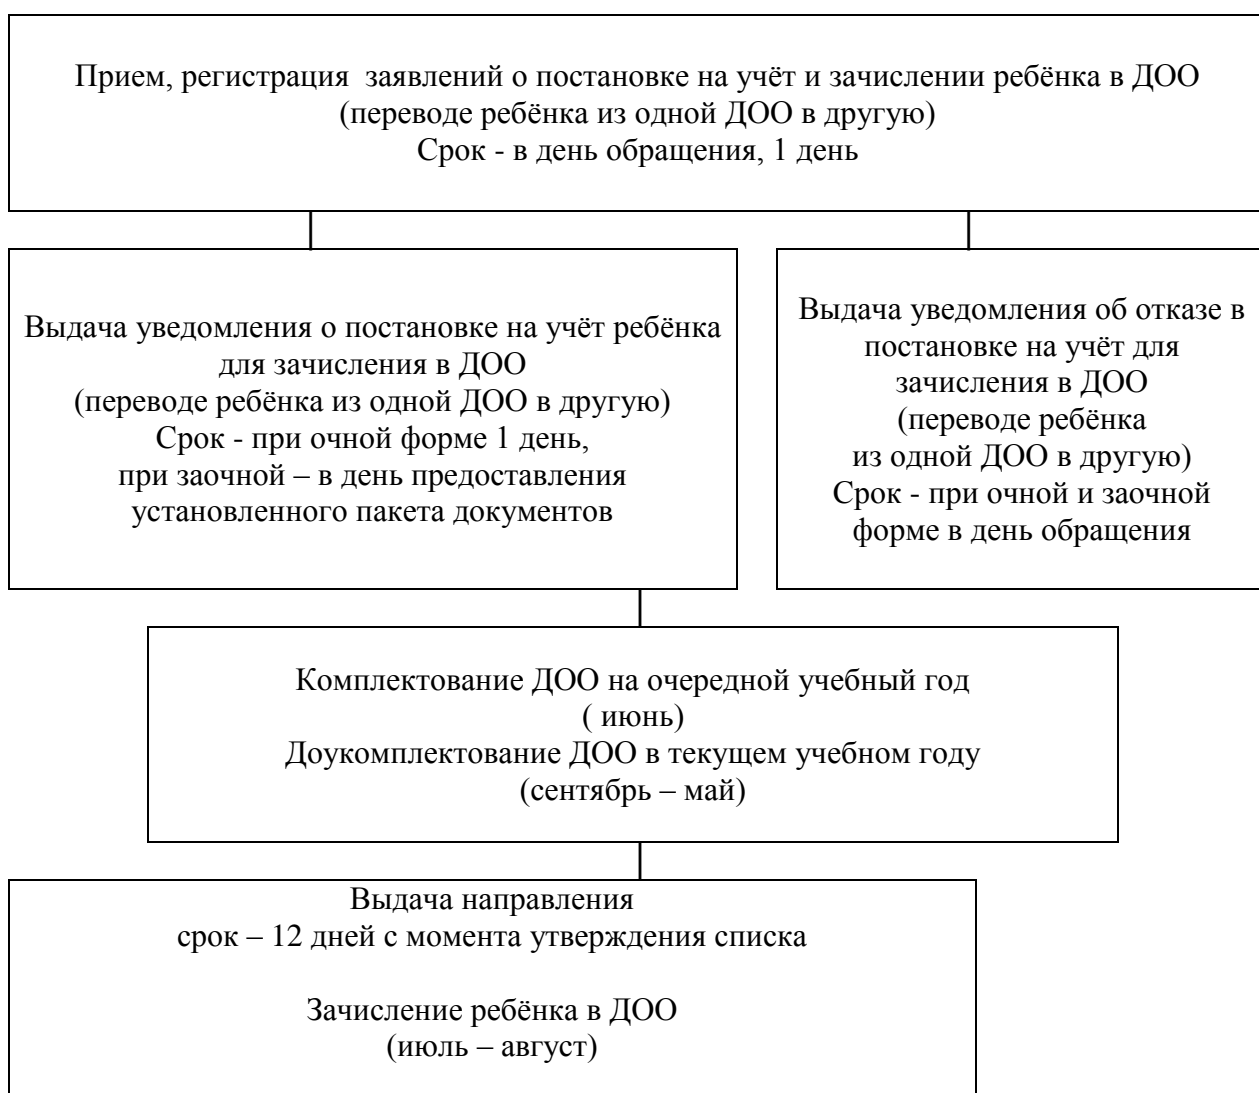 Прием, регистрация  заявлений о постановке на учёт и зачислении ребёнка в ДОО
(переводе ребёнка из одной ДОО в другую)
Срок - в день обращения, 1 день
Выдача уведомления о постановке на учёт ребёнка
для зачисления в ДОО
(переводе ребёнка из одной ДОО в другую)
Срок - при очной форме 1 день,
при заочной – в день предоставления
установленного пакета документов
Выдача уведомления об отказе в
постановке на учёт для
зачисления в ДОО
(переводе ребёнка
из одной ДОО в другую)
Срок - при очной и заочной
форме в день обращения
Комплектование ДОО на очередной учебный год
( июнь)
Доукомплектование ДОО в текущем учебном году
(сентябрь – май)
Выдача направления
срок – 12 дней с момента утверждения списка
Зачисление ребёнка в ДОО
(июль – август)